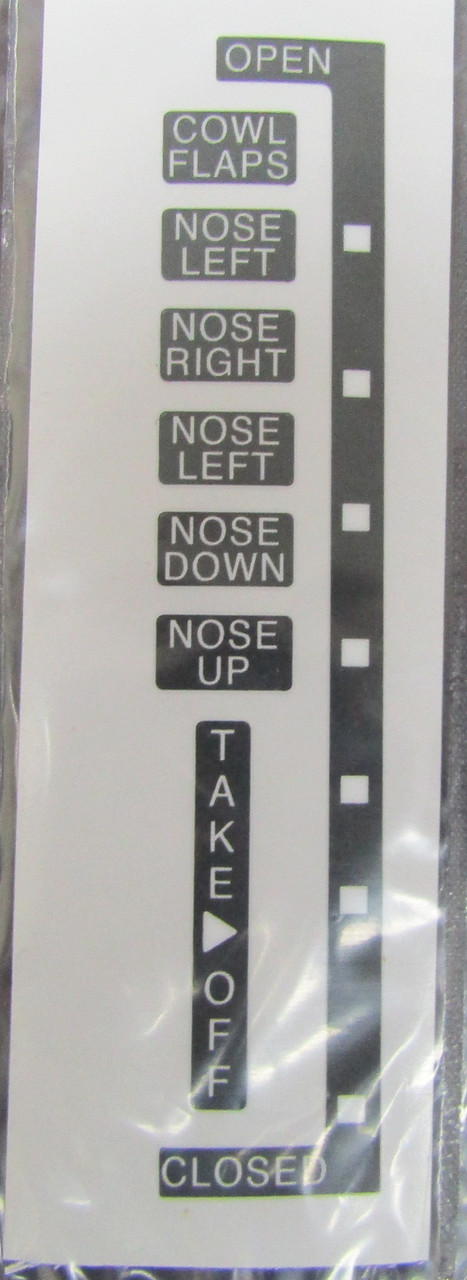 OPEN
COWL
FLAPS
NOSE
LEFT
NOSE
RIGHT
NOSE
LEFT
NOSE
DOWN
NOSE
UP
TAKE OFF
CLOSED